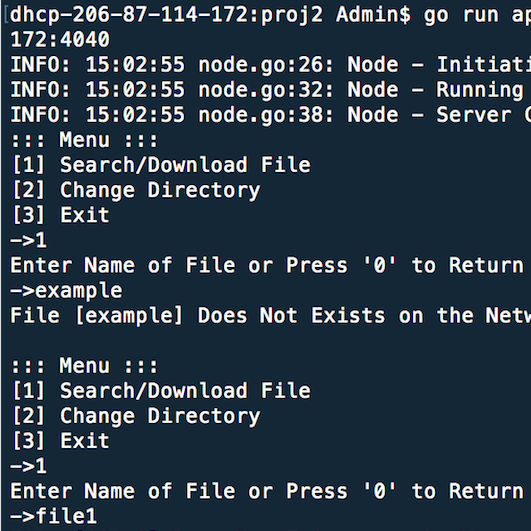 dhcp-206-87-114-172:proj2 Admin$ go run
172:4040
INFO: 15:02:55 node.go:26: Node -
INFO: 15:02:55 node.go:32: Node - Running
INFO: 15:02:55 node.go:38: Node - Server
::: Menu :::
[1] Search/Download File
[2] Change Directory
[3] Exit
->1
Enter Name of File or Press '0' to Return
->example
File [example] Does Not Exists on the
::: Menu :::
[1] Search/Download File
[2] Change Directory
[3] Exit
->1
Enter Name of File or Press '0' to Return
->file1